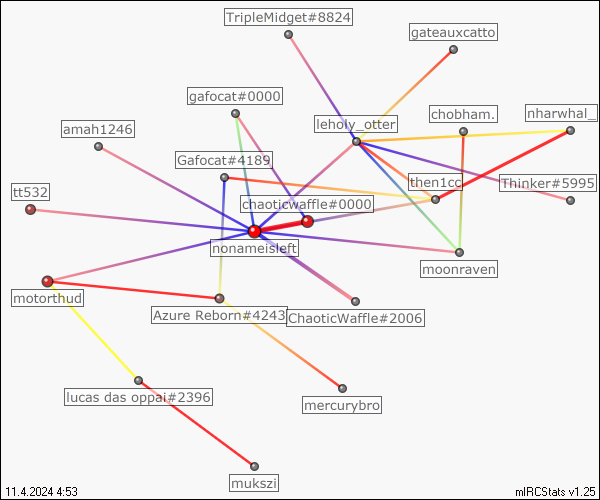 TripleMidget#8824
gateauxcatto
gafocat#0000
chobham.
nharwhal_
leholy_otter
amah1246
Gafocat#4189
then1cc
Thinker#5995
tt532
chaoticwaffle#0000
nonameisleft
moonraven
motorthud
Azure Reborn#4243
ChaoticWaffle#2006
lucas das oppai#2396
mercurybro
mukszi
11.4.2024 4:53
mIRCStats v1.25